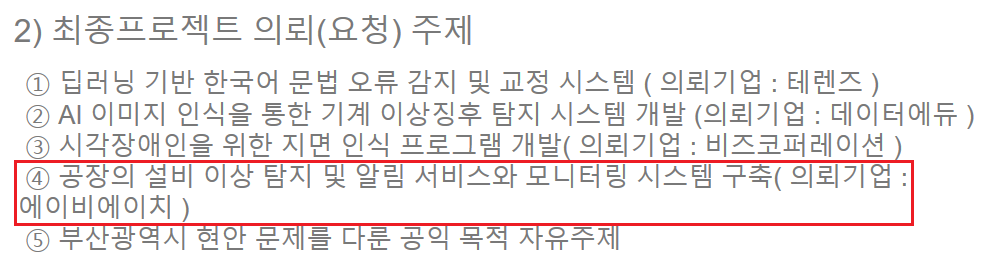 2) 최종프로젝트 의뢰(요청) 주제
① 딥러닝 기반 한국어 문법 오류 감지 및 교정 시스템 ( 의뢰기업 : 테렌즈 )
② AI 이미지 인식을 통한 기계 이상징후 탐지 시스템 개발 (의뢰기업 : 데이터에듀 )
③ 시각장애인을 위한 지면 인식 프로그램 개발( 의뢰기업 : 비즈코퍼레이션 )
④ 공장의 설비 이상 탐지 및 알림 서비스와 모니터링 시스템 구축( 의뢰기업 :
에이비에이치 )
⑤ 부산광역시 현안 문제를 다룬 공익 목적 자유주제